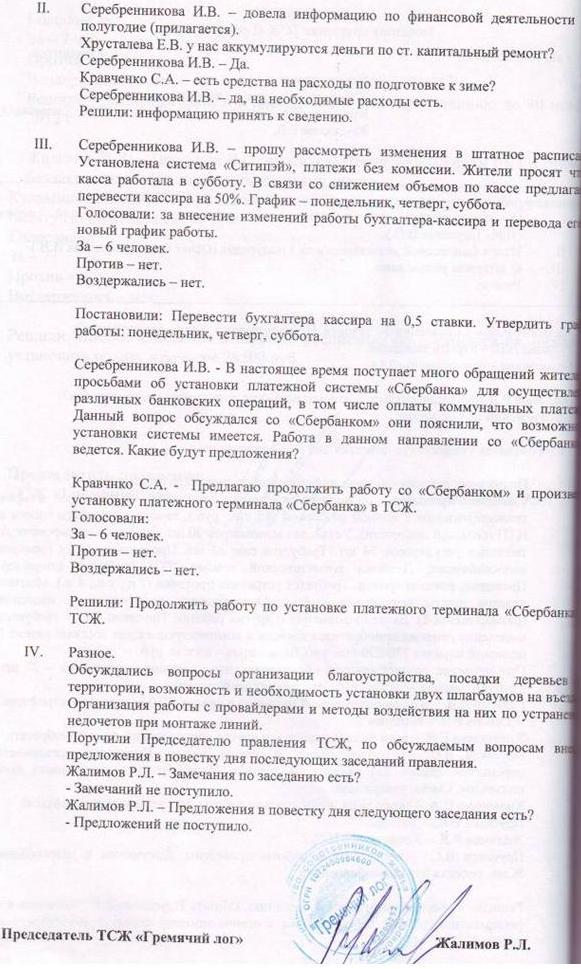 II. Серебренникова И.В. – довела информацию по финансовой деятельности
полугодие (прилагается).
Хрусталева Е.В. у нас аккумулируются деньги по ст. капитальный ремонт?
Серебренникова И.В. – Да.
Кравченко С.А. – есть средства на расходы по подготовке к зиме?
Серебренникова И.В. – да, на необходимые расходы есть.
Решили: информацию принять к сведению.
III. Серебренникова И.В. – прошу рассмотреть изменения в штатное расписа
Установлена система «Ситипэй», платежи без комиссии. Жители просят чт
касса работала в субботу. В связи со снижением объемов по кассе предлага
перевести кассира на 50%. График – понедельник, четверг, суббота.
Голосовали: за внесение изменений работы бухгалтера-кассира и перевода ег
новый график работы.
За – 6 человек.
Против – нет.
Воздержались – нет.
Постановили: Перевести бухгалтера кассира на 0,5 ставки. Утвердить гра
работы: понедельник, четверг, суббота.
Серебренникова И.В. - В настоящее время поступает много обращений жител
просьбами об установки платежной системы «Сбербанка» для осуществле
различных банковских операций, в том числе оплаты коммунальных плате
Данный вопрос обсуждался со «Сбербанком» они пояснили, что возможн
установки системы имеется. Работа в данном направлении со «Сбербанк
ведется. Какие будут предложения?
Кравчнко С.А. - Предлагаю продолжить работу со «Сбербанком» и произве
установку платежного терминала «Сбербанка» в ТСЖ.
Голосовали:
За – 6 человек.
Против – нет.
Воздержались – нет.
Решили: Продолжить работу по установке платежного терминала «Сбербанка
ТСЖ.
IV. Разное.
Обсуждались вопросы организации благоустройства, посадки деревьев
территории, возможность и необходимость установки двух шлагбаумов на въез
Организация работы с провайдерами и методы воздействия на них по устране
недочетов при монтаже линий.
Поручили Председателю правления ТСЖ, по обсуждаемым вопросам вне
предложения в повестку дня последующих заседаний правления.
Жалимов Р.Л. – Замечания по заседанию есть?
- Замечаний не поступило.
Жалимов Р.Л. – Предложения в повестку дня следующего заседания есть?
- Предложений не поступило.
"Гремячий лог"
Председатель ТСЖ «Гремячий лог» Жалимов Р.Л.